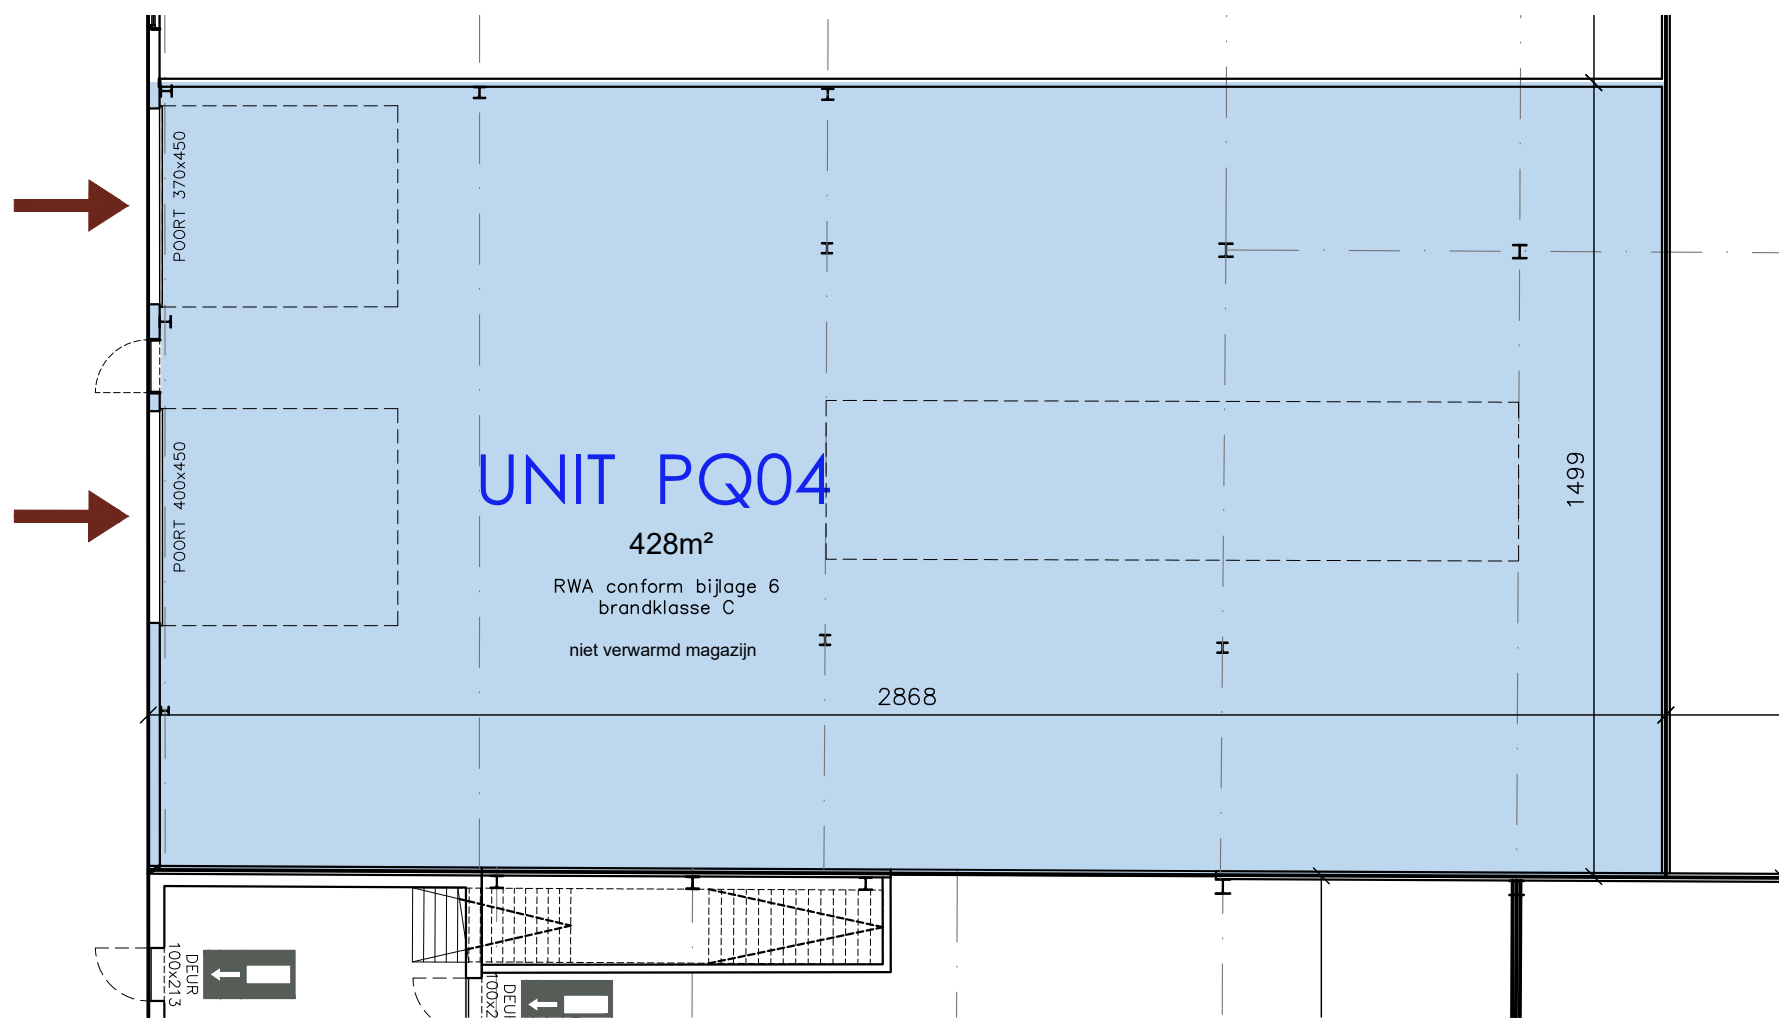 POORT 370x450
POORT 400x450
UNIT PQ04
428m²
RWA conform bijlage 6
brandklasse C
niet verwarmd magazijn
1499
2868
DEUR
100x213